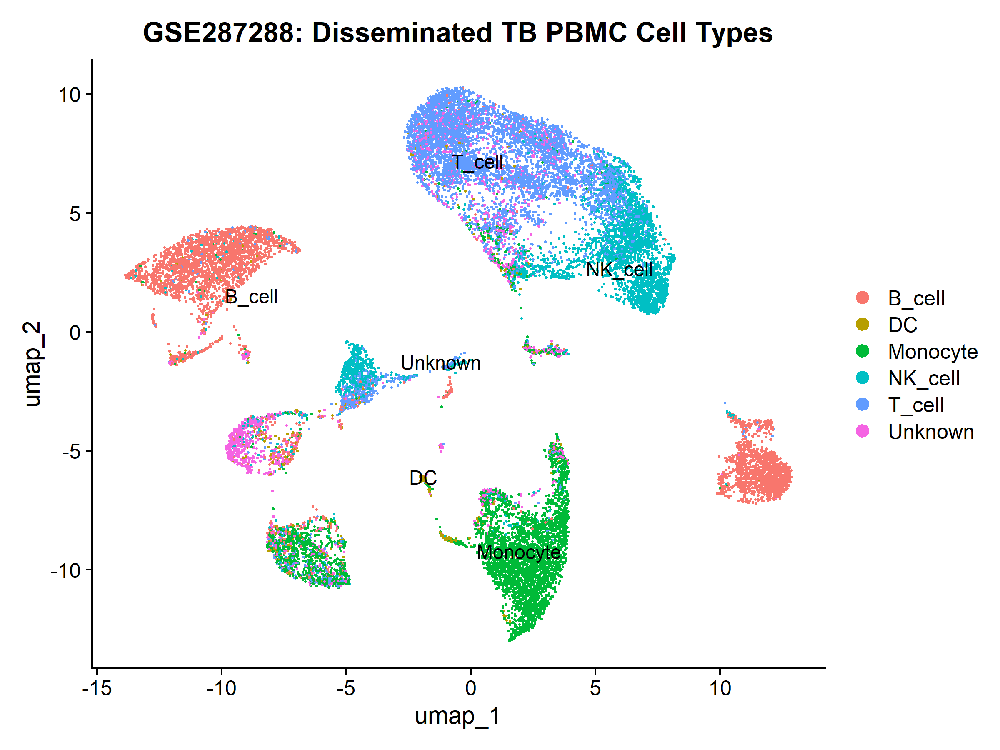 GSE287288: Disseminated TB PBMC Cell Types
10
5
0
-5
-10
umap_2
-15
-10
-5
0
5
10
umap_1
T_cell
NK_cell
B_cell
Unknown
DC
Monocyte
B_cell
DC
Monocyte
NK_cell
T_cell
Unknown